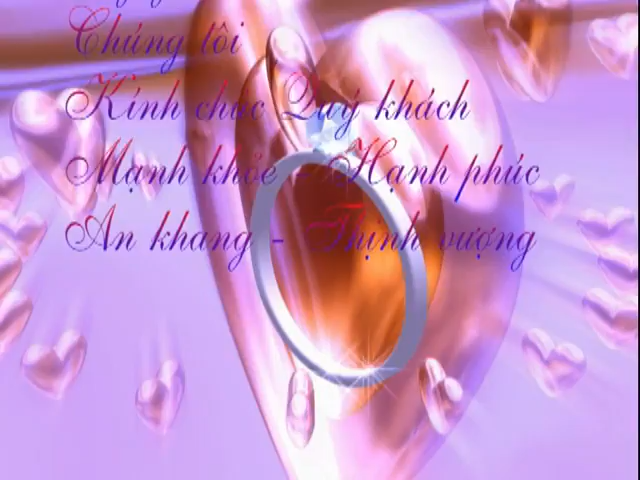 Chúng tôi
Kính chúc Quý khách
Mạnh khỏe - Hạnh phúc
An khang - Thịnh vượng